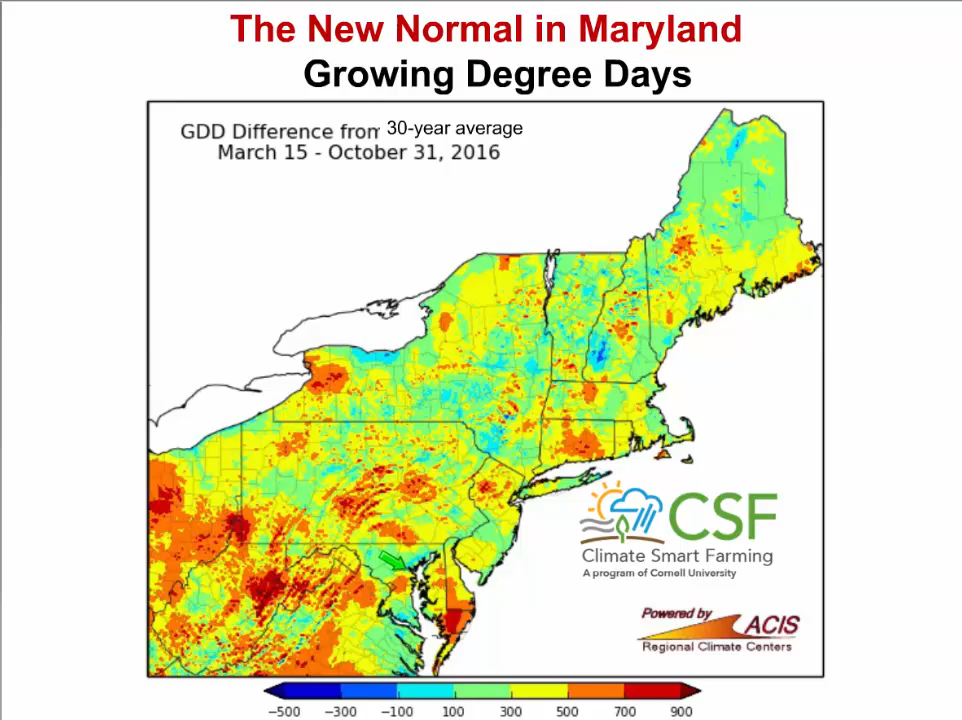 The New Normal in Maryland
Growing Degree Days
GDD Difference from 30-year average
March 15 - October 31, 2016
CSF
Climate Smart Farming
A program of Cornell University
Powered by
ACIS
Regional Climate Centers
−500 −300 −100 100 300 500 700 900